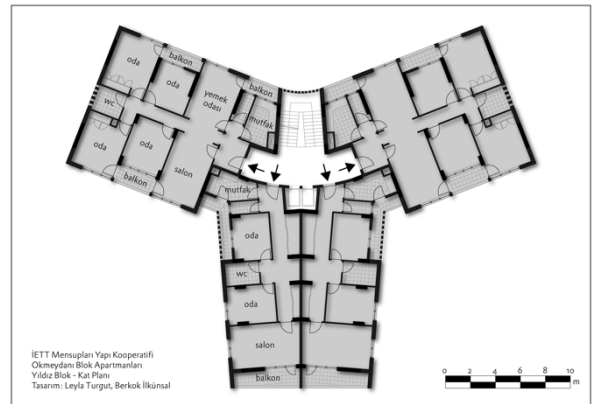 balkon
oda
oda
yemek
odası
balkon
mutfak
wc
oda
oda
salon
balkon
mutfak
oda
wc
oda
salon
balkon
İETT Mensupları Yapı Kooperatifi
Okmeydanı Blok Apartmanları
Yıldız Blok - Kat Planı
Tasarım: Leyla Turgut, Berkok İlkünsal
0 2 4 6 8 10
m